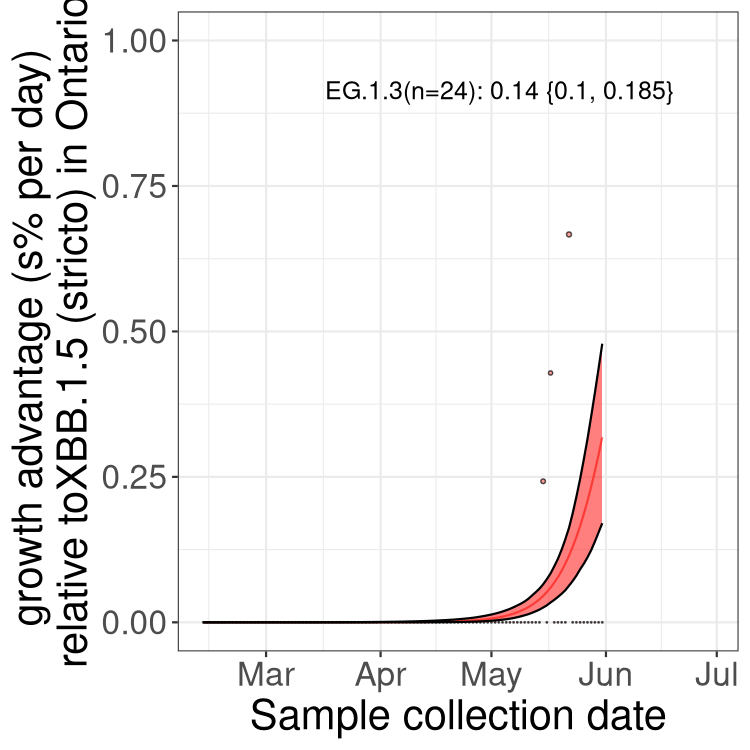 growth advantage (s% per day)
relative toXBB.1.5 (stricto) in Ontario
1.00
0.75
0.50
0.25
0.00
EG.1.3(n=24): 0.14 {0.1, 0.185}
Mar Apr May Jun Jul
Sample collection date